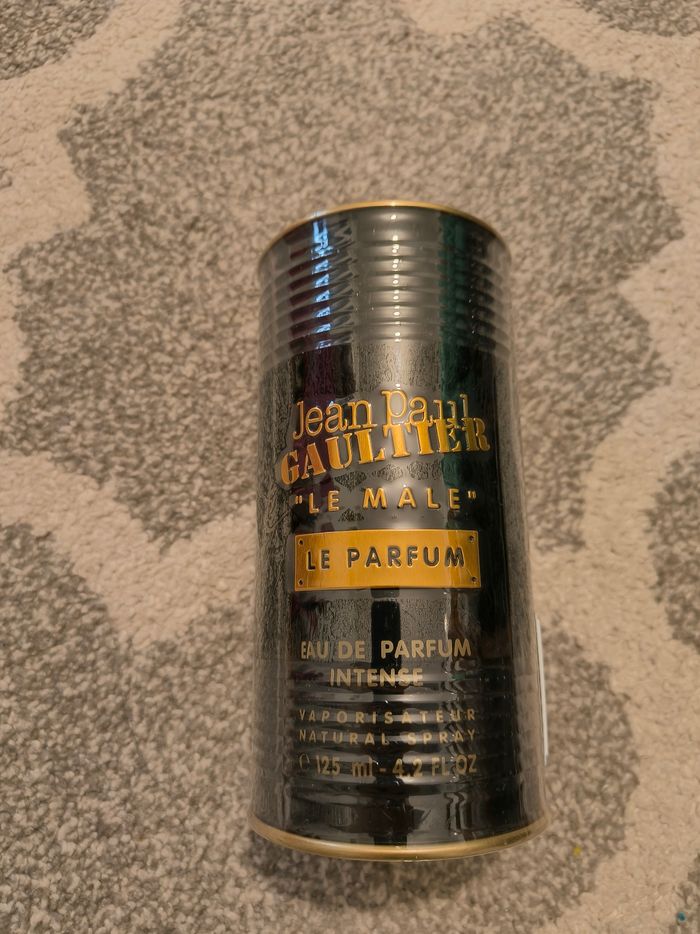 Jean Paul
GAULTIER
"LE MALE"
LE PARFUM
EAU DE PARFUM
INTENSE
VAPORISATEUR
NATURAL SPRAY
℮ 125 ml - 4.2 FL OZ